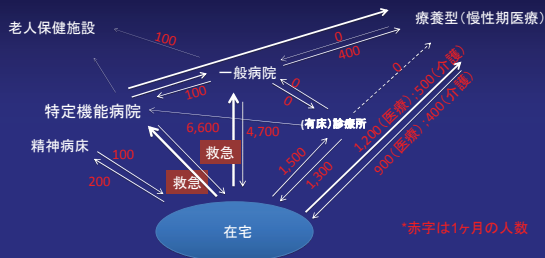 老人保健施設
100
療養型(慢性期医療)
0
400
一般病院
100
0
0
0
特定機能病院
(有床)診療所
6,600
4,700
精神病床
救急
100
200
救急
1,500
1,300
1,200(医療);500(介護)
900(医療);400(介護)
在宅
*赤字は1ヶ月の人数